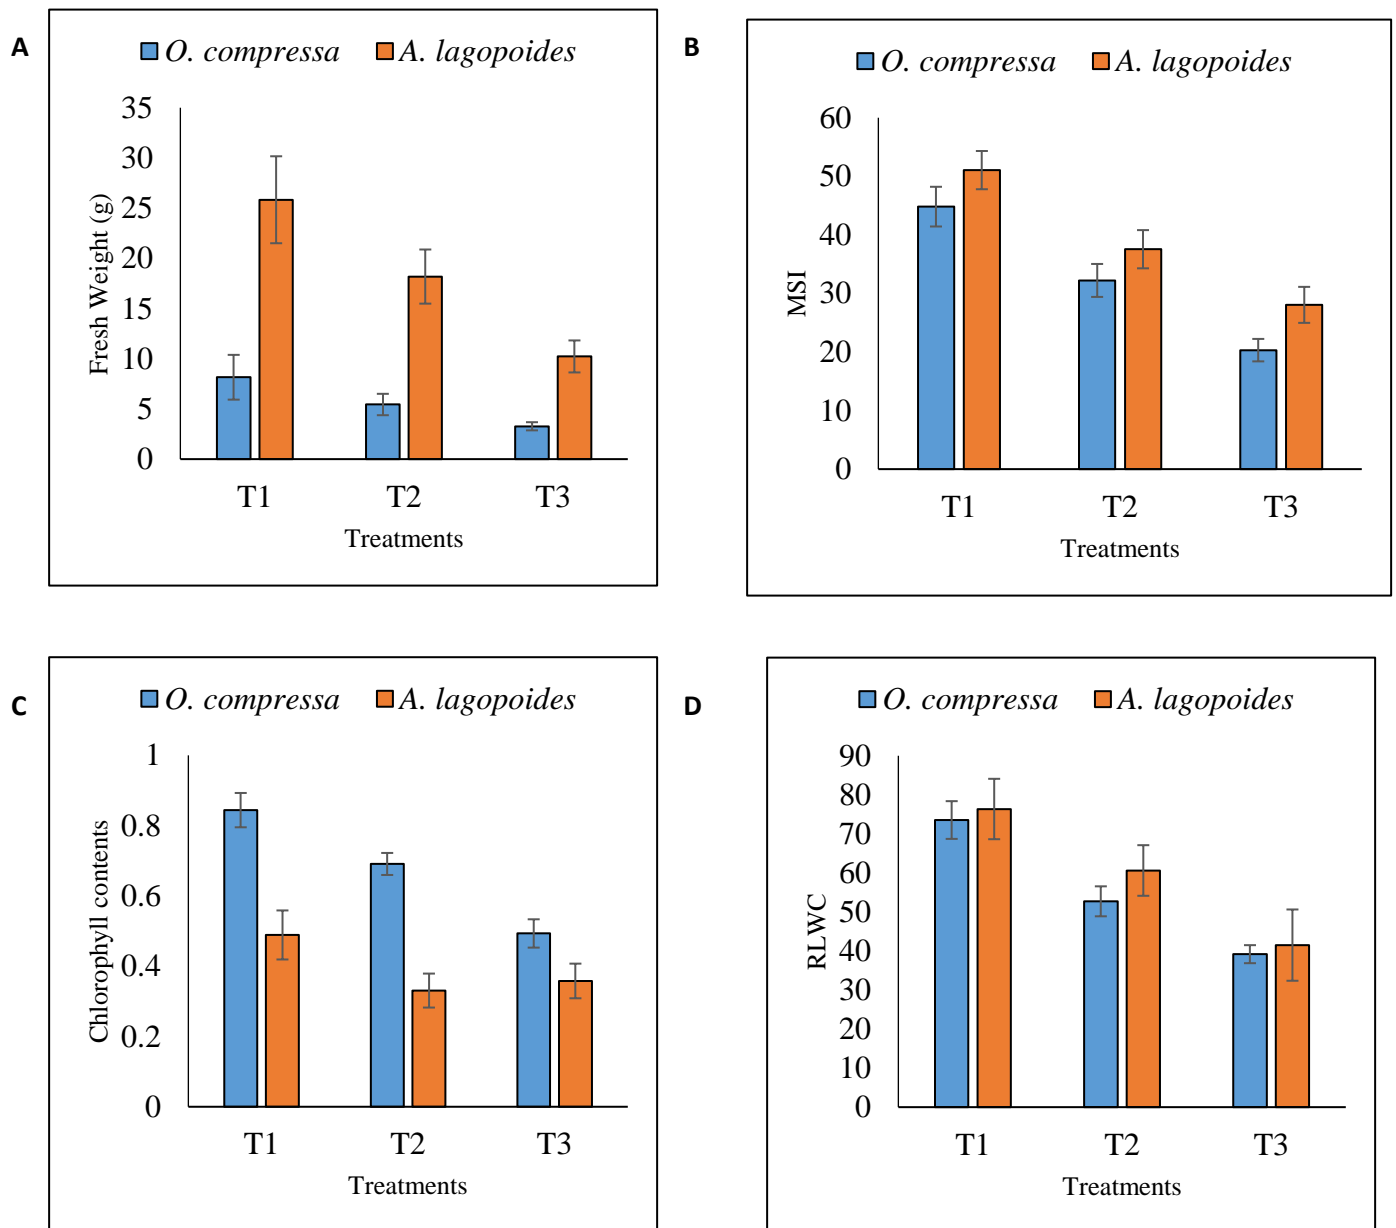 A
O. compressa A. lagopoides
Fresh Weight (g)
35
30
25
20
15
10
5
0
T1 T2 T3
Treatments
B
O. compressa A. lagopoides
MSI
60
50
40
30
20
10
0
T1 T2 T3
Treatments
C
O. compressa A. lagopoides
Chlorophyll contents
1
0.8
0.6
0.4
0.2
0
T1 T2 T3
Treatments
D
O. compressa A. lagopoides
RLWC
90
80
70
60
50
40
30
20
10
0
T1 T2 T3
Treatments